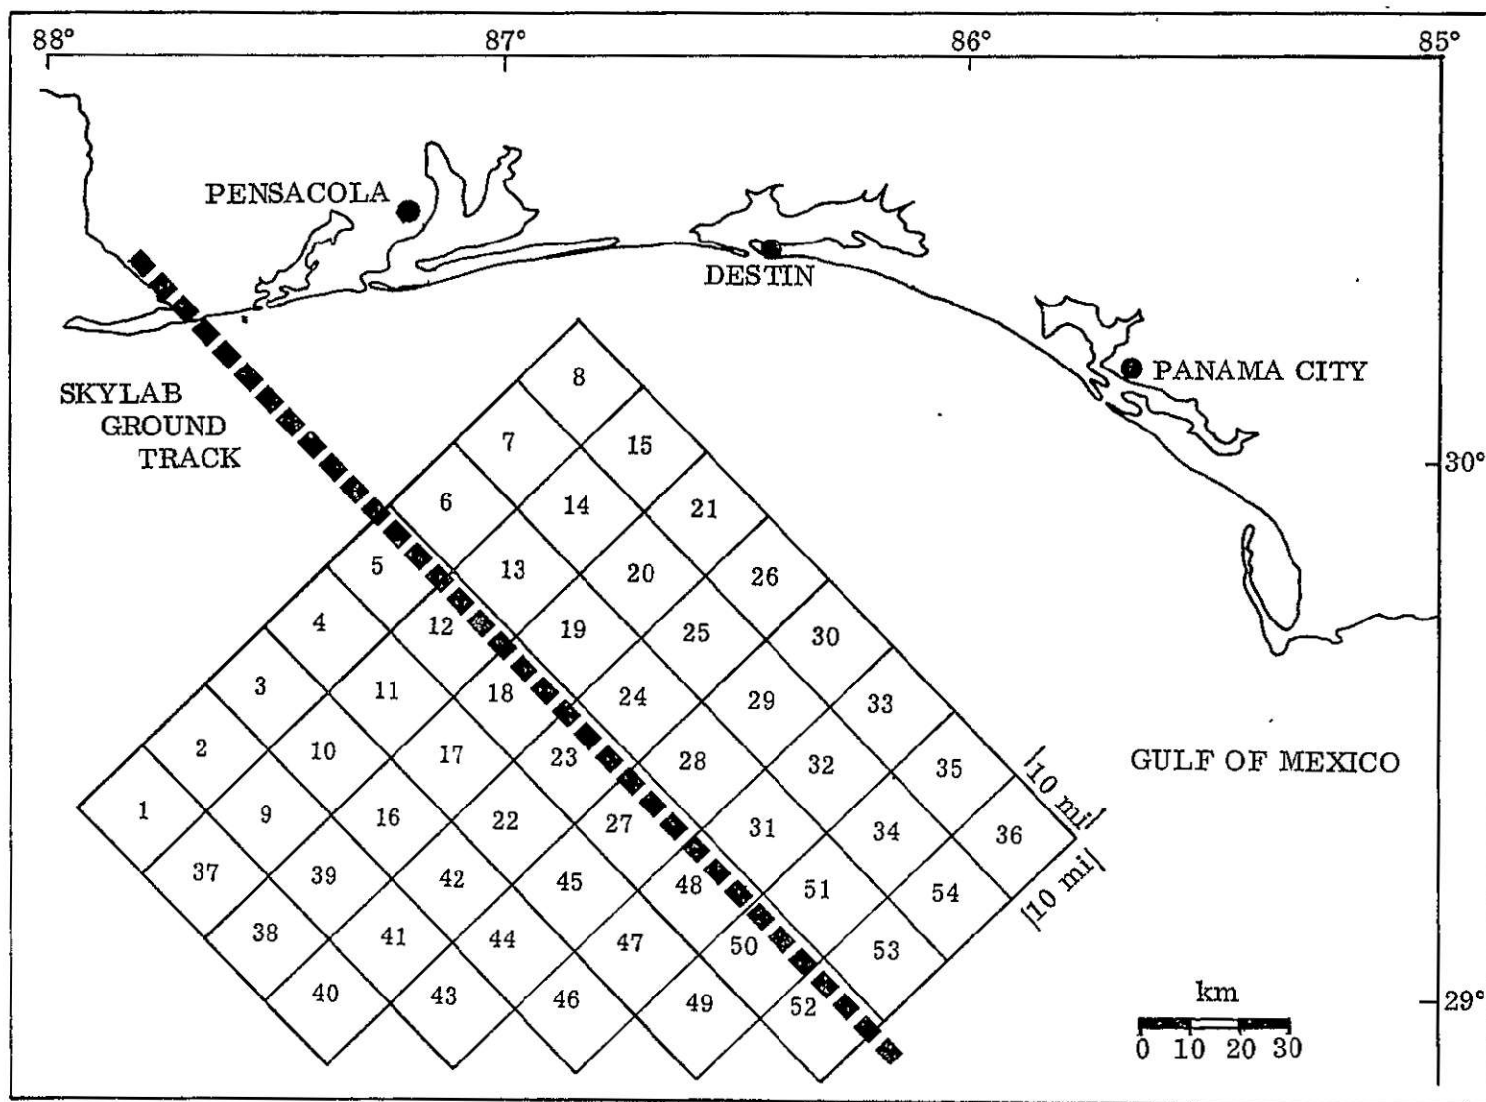 88° 87° 86° 85°
PENSACOLA
DESTIN
PANAMA CITY
SKYLAB
GROUND
TRACK
30°
8
7 15
6 14 21
5 13 20 26
4 12 19 25 30
3 11 18 24 29 33
2 10 17 23 28 32 35
GULF OF MEXICO
10 mi
1 9 16 22 27 31 34 36
10 mi
37 39 42 45 48 51 54
38 41 44 47 50 53
40 43 46 49 52
29°
km
0 10 20 30